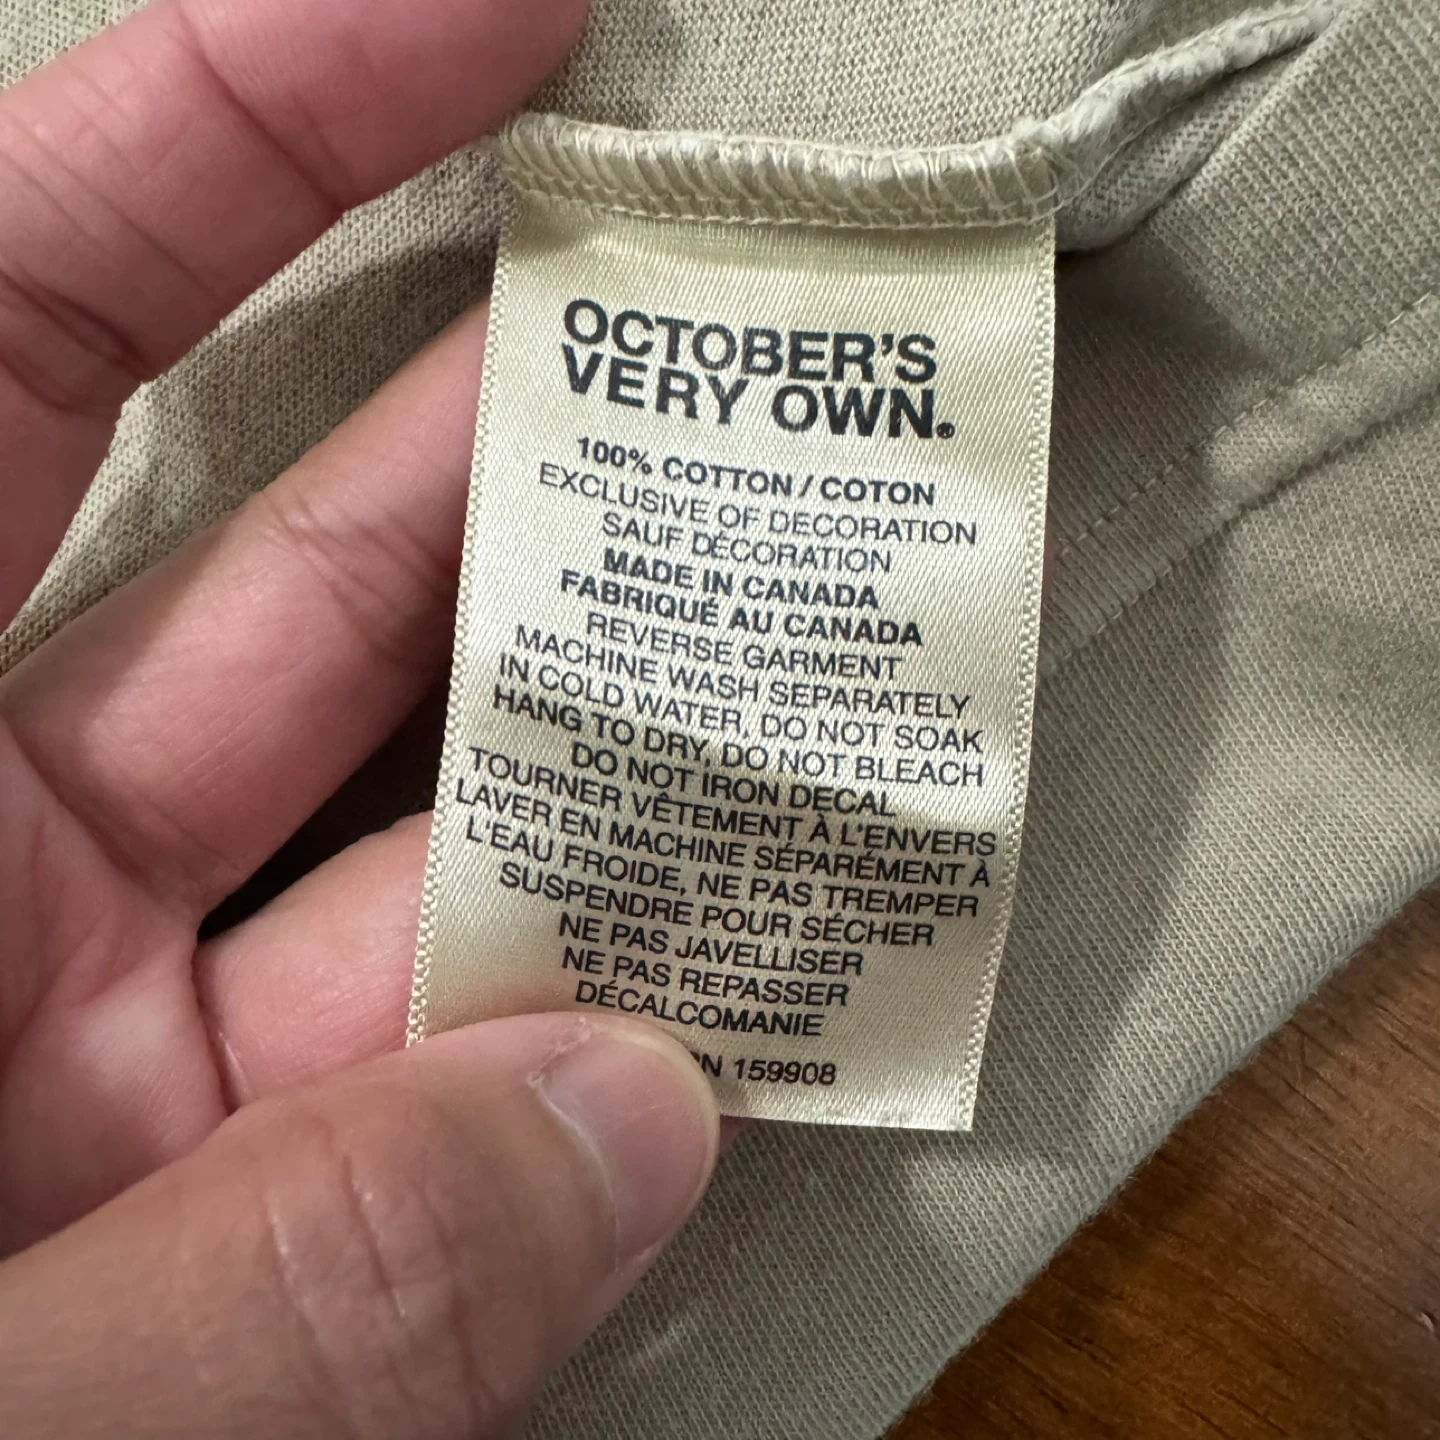 OCTOBER'S
VERY OWN.®
100% COTTON / COTON
EXCLUSIVE OF DECORATION
SAUF DÉCORATION
MADE IN CANADA
FABRIQUÉ AU CANADA
REVERSE GARMENT
MACHINE WASH SEPARATELY
IN COLD WATER, DO NOT SOAK
HANG TO DRY, DO NOT BLEACH
DO NOT IRON DECAL
TOURNER VÊTEMENT À L'ENVERS
LAVER EN MACHINE SÉPARÉMENT À
L'EAU FROIDE, NE PAS TREMPER
SUSPENDRE POUR SÉCHER
NE PAS JAVELLISER
NE PAS REPASSER
DÉCALCOMANIE
159908